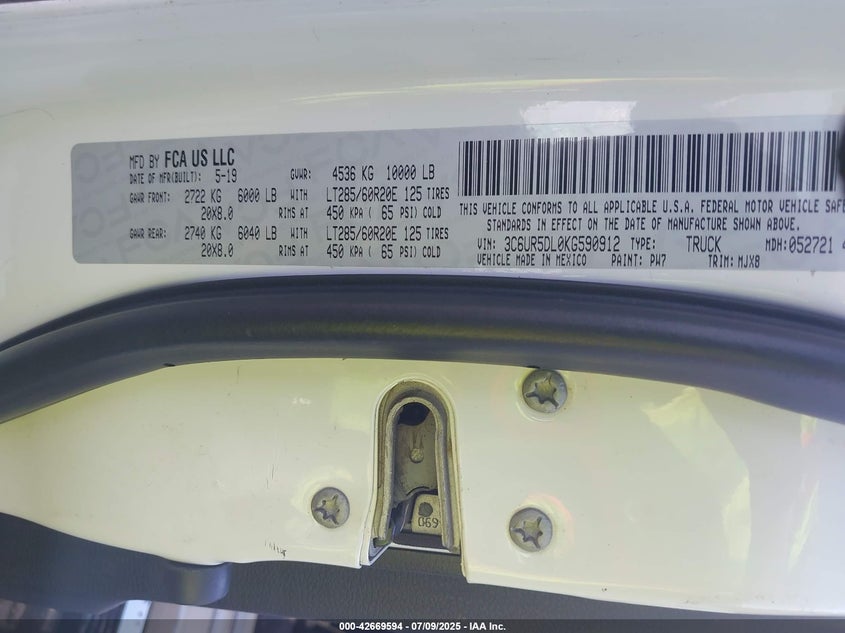 MFD BY FCA US LLC
DATE OF MFR(BUILT): 5-19 GVWR: 4536 KG 10000 LB
GAWR FRONT: 2722 KG 6000 LB WITH LT285/60R20E 125 TIRES
20X8.0 RIMS AT 450 KPA ( 65 PSI) COLD
GAWR REAR: 2740 KG 6040 LB WITH LT285/60R20E 125 TIRES
20X8.0 RIMS AT 450 KPA ( 65 PSI) COLD
THIS VEHICLE CONFORMS TO ALL APPLICABLE U.S.A. FEDERAL MOTOR VEHICLE SAFE
STANDARDS IN EFFECT ON THE DATE OF MANUFACTURE SHOWN ABOVE.
VIN: 3C6UR5DL0KG590912 TYPE: TRUCK MDH:052721 4
VEHICLE MADE IN MEXICO PAINT: PW7 TRIM: MJX8
069
000-42669594 - 07/09/2025 - IAA Inc.